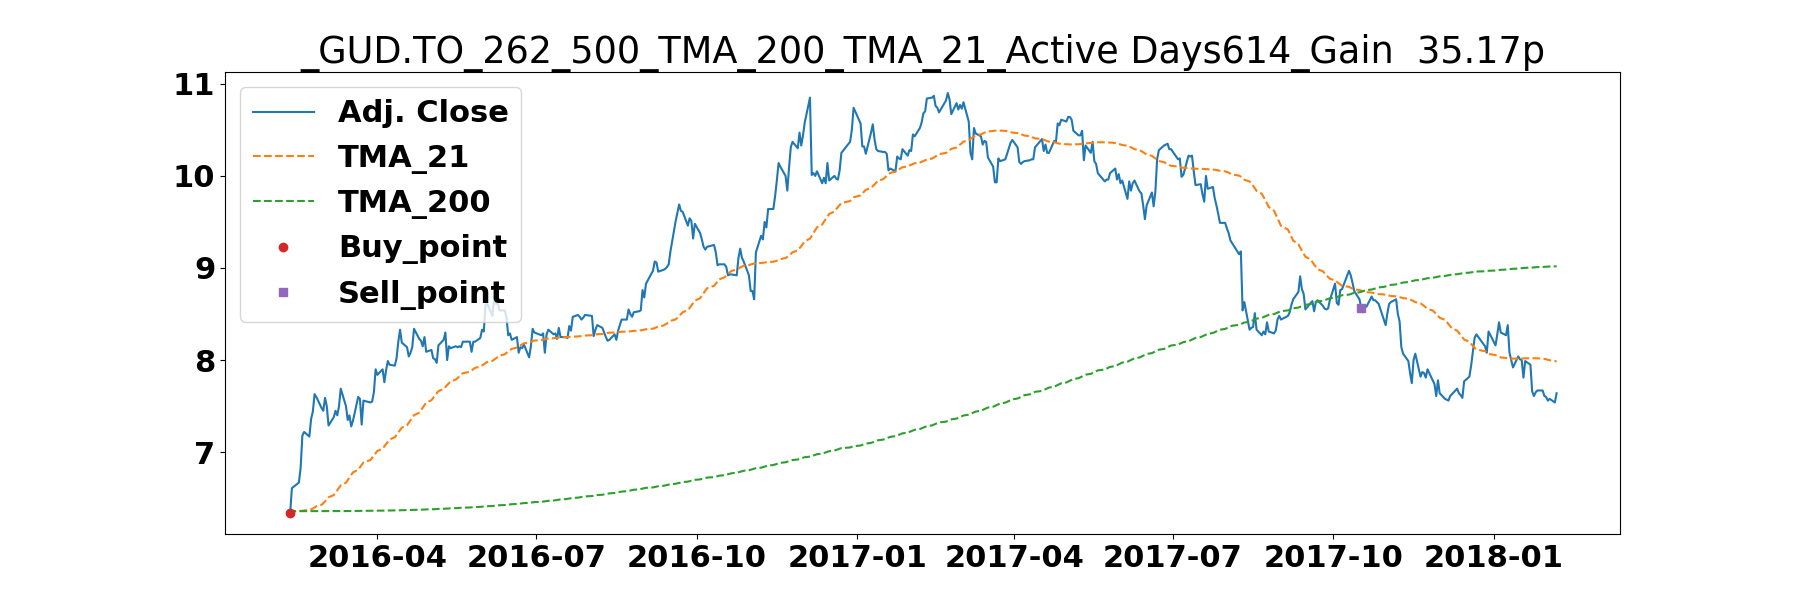 _GUD.TO_262_500_TMA_200_TMA_21_Active Days614_Gain  35.17p
Adj. Close
TMA_21
TMA_200
Buy_point
Sell_point
11
10
9
8
7
2016-04 2016-07 2016-10 2017-01 2017-04 2017-07 2017-10 2018-01